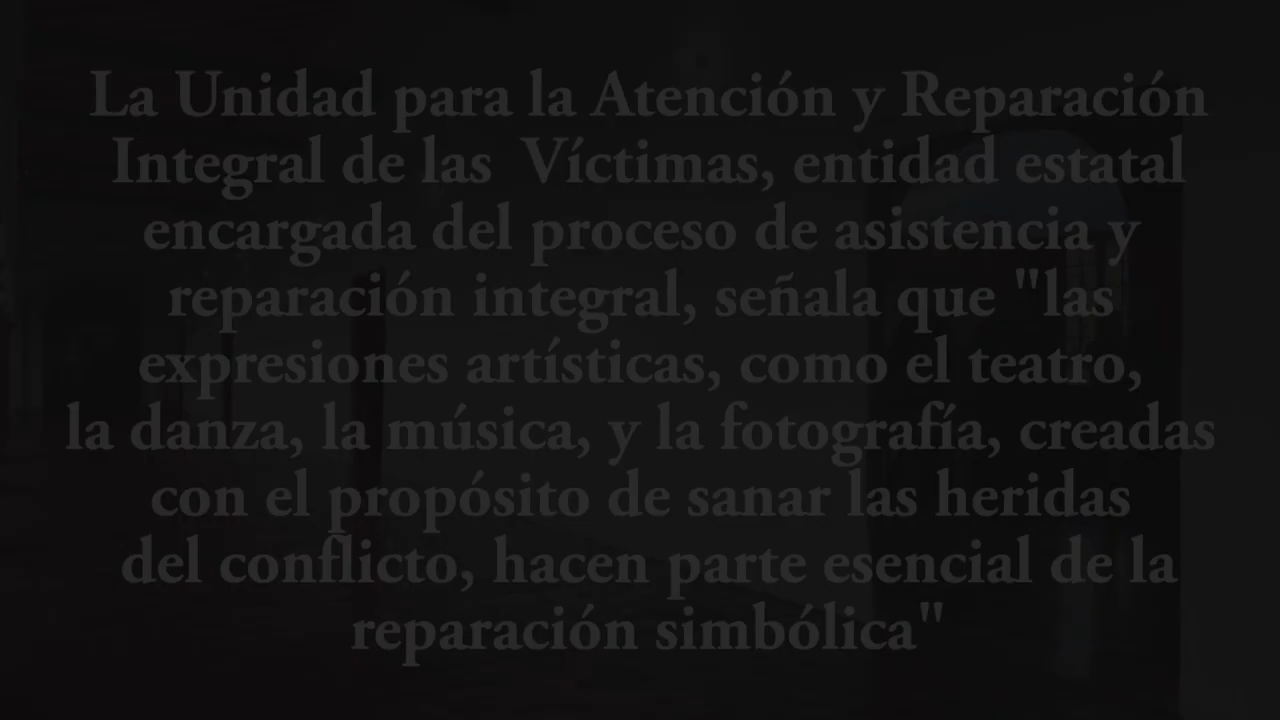 La Unidad para la Atención y Reparación
Integral de las  Víctimas, entidad estatal
encargada del proceso de asistencia y
reparación integral, señala que "las
expresiones artísticas, como el teatro,
la danza, la música, y la fotografía, creadas
con el propósito de sanar las heridas
del conflicto, hacen parte esencial de la
reparación simbólica"